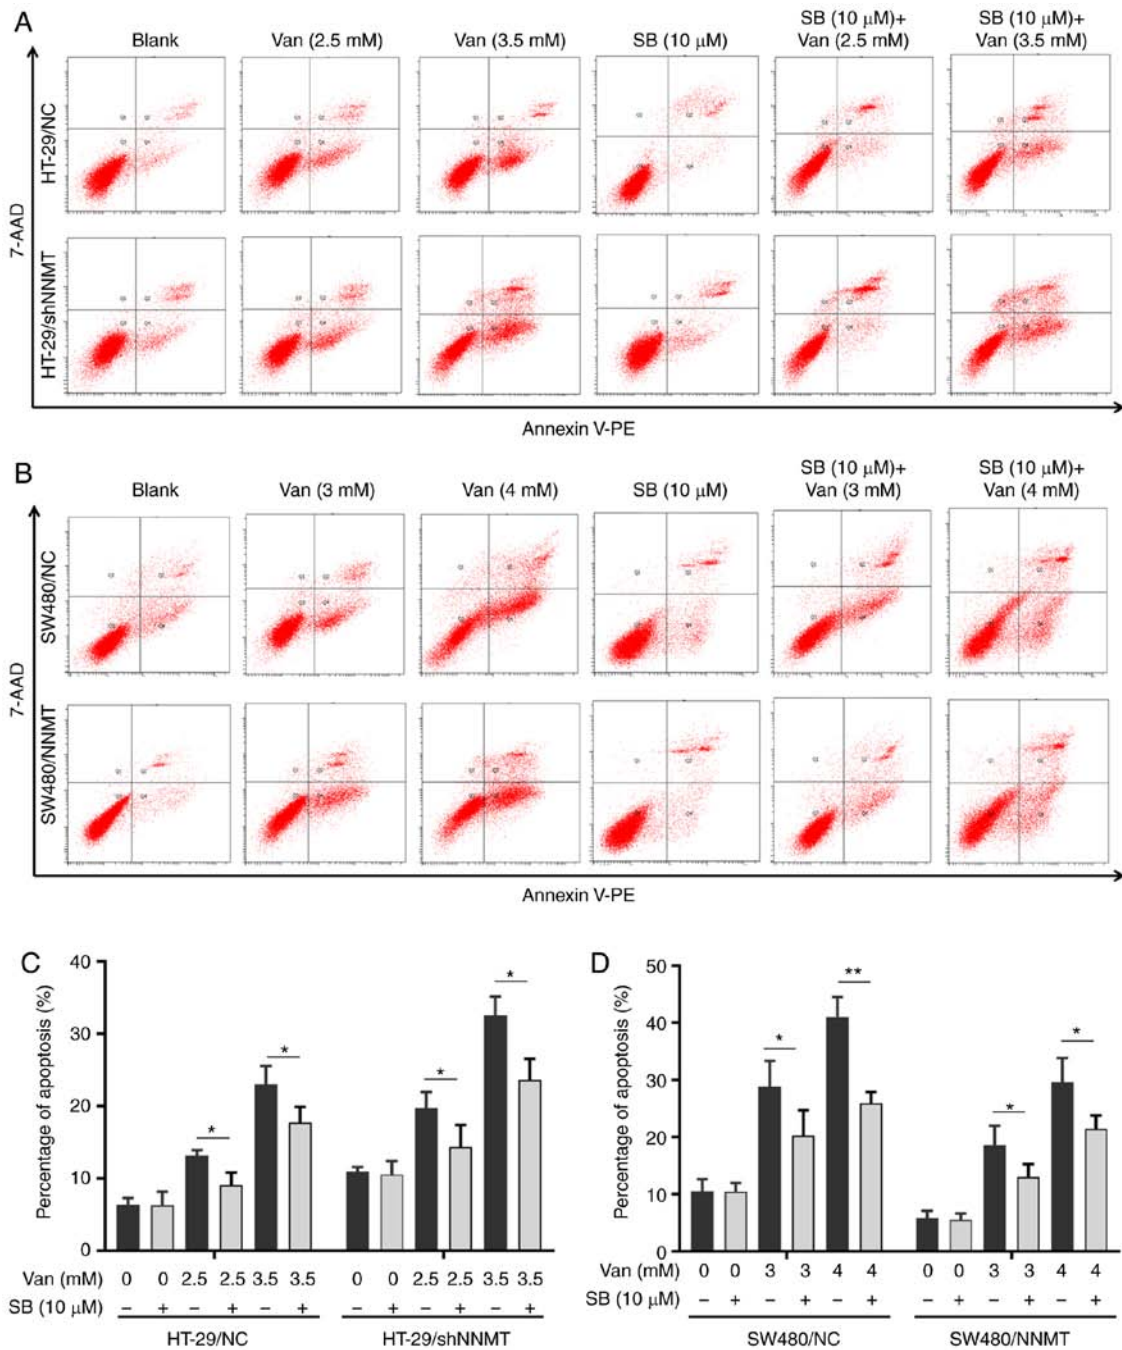 A
Blank
Van (2.5 mM)
Van (3.5 mM)
SB (10 μM)
SB (10 μM)+
Van (2.5 mM)
SB (10 μM)+
Van (3.5 mM)
HT-29/NC
HT-29/shNNMT
7-AAD
Annexin V-PE
B
Blank
Van (3 mM)
Van (4 mM)
SB (10 μM)
SB (10 μM)+
Van (3 mM)
SB (10 μM)+
Van (4 mM)
SW480/NC
SW480/NNMT
7-AAD
Annexin V-PE
C
Percentage of apoptosis (%)
40
30
20
10
0
* * * *
Van (mM) 0 0 2.5 2.5 3.5 3.5 0 0 2.5 2.5 3.5 3.5
SB (10 μM) – + – + – + – + – + – +
HT-29/NC HT-29/shNNMT
D
Percentage of apoptosis (%)
50
40
30
20
10
0
* ** * *
Van (mM) 0 0 3 3 4 4 0 0 3 3 4 4
SB (10 μM) – + – + – + – + – + – +
SW480/NC SW480/NNMT